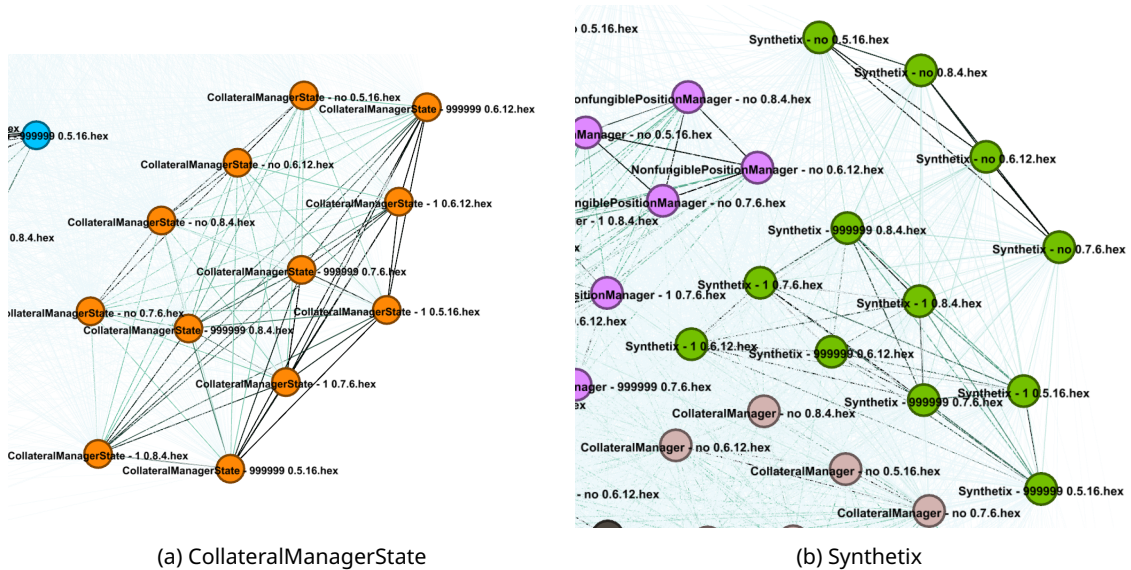 CollateralManagerState - no 0.5.16.hex
CollateralManagerState - 999999 0.6.12.hex
ex
- 999999 0.5.16.hex
CollateralManagerState - no 0.6.12.hex
CollateralManagerState - 1 0.6.12.hex
CollateralManagerState - no 0.8.4.hex
0.8.4.hex
CollateralManagerState - 999999 0.7.6.hex
ollateralManagerState - no 0.7.6.hex
CollateralManagerState - 1 0.5.16.hex
CollateralManagerState - 999999 0.8.4.hex
CollateralManagerState - 1 0.7.6.hex
CollateralManagerState - 1 0.8.4.hex
CollateralManagerState - 999999 0.5.16.hex
(a) CollateralManagerState
o 0.5.16.hex
Synthetix - no 0.5.16.hex
Synthetix - no 0.8.4.hex
onfungiblePositionManager - no 0.8.4.hex
nManager - no 0.5.16.hex
Synthetix - no 0.6.12.hex
NonfungiblePositionManager - no 0.6.12.hex
ngiblePositionManager - no 0.7.6.hex
er - 1 0.8.4.hex
Synthetix - 999999 0.8.4.hex
x
Synthetix - no 0.7.6.hex
Synthetix - 1 0.7.6.hex
sitionManager - 1 0.7.6.hex
Synthetix - 1 0.8.4.hex
.6.12.hex
Synthetix - 1 0.6.12.hex
Synthetix - 999999 0.6.12.hex
nager - 999999 0.7.6.hex
Synthetix - 1 0.5.16.hex
Synthetix - 999999 0.7.6.hex
ex
CollateralManager - no 0.8.4.hex
CollateralManager - no 0.6.12.hex
CollateralManager - no 0.5.16.hex
Synthetix - 999999 0.5.16.hex
- no 0.6.12.hex
CollateralManager - no 0.7.6.hex
(b) Synthetix